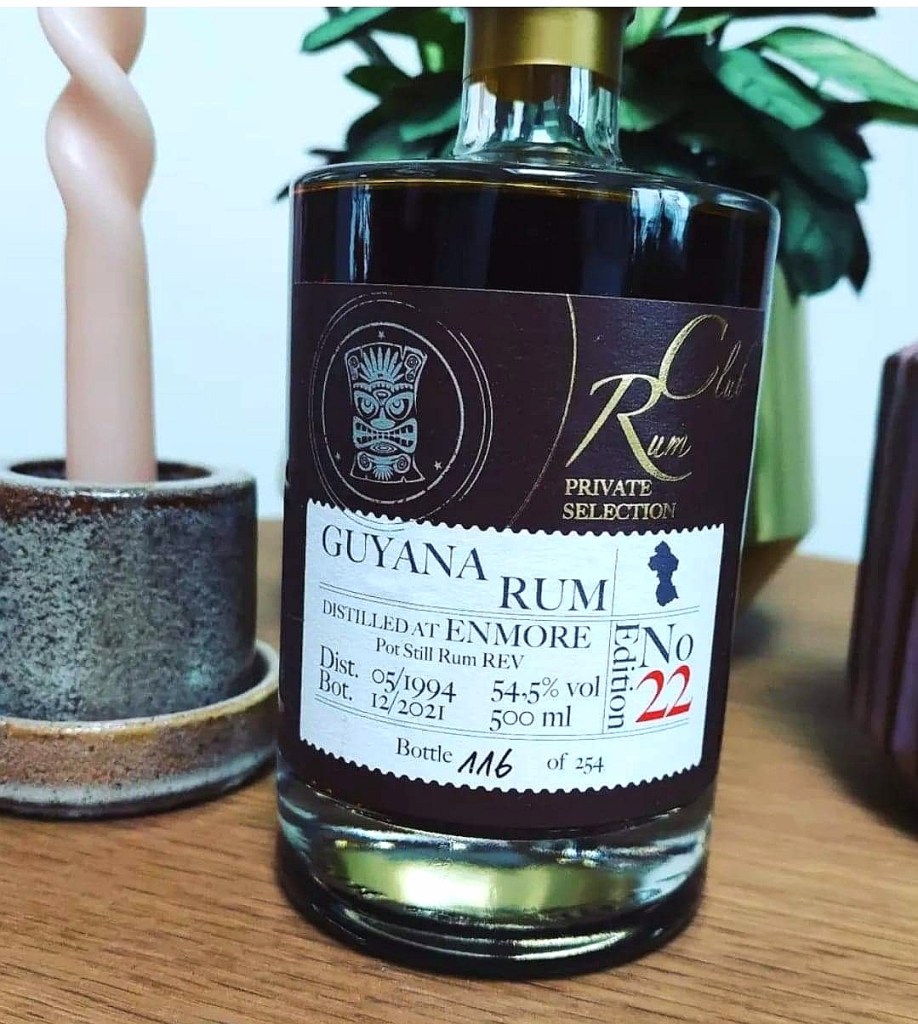 Rum Club
PRIVATE
SELECTION
GUYANA RUM
DISTILLED AT ENMORE
Pot Still Rum REV
Dist. 05/1994 54,5% vol
Bot. 12/2021 500 ml
Edition No 22
Bottle 116 of 254